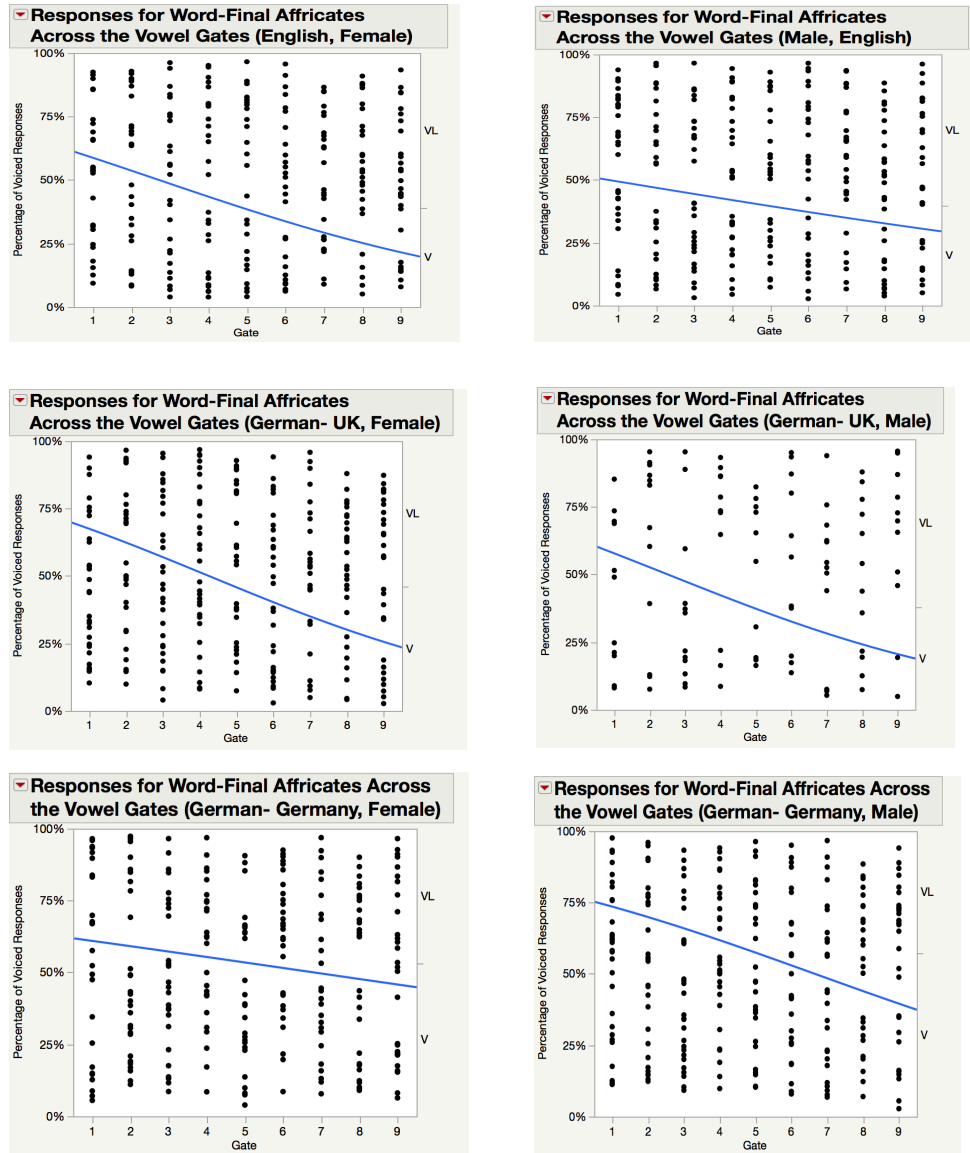 Responses for Word-Final Affricates
Across the Vowel Gates (English, Female)
100%
75%
50%
25%
0%
Percentage of Voiced Responses
VL
V
1 2 3 4 5 6 7 8 9
Gate
Responses for Word-Final Affricates
Across the Vowel Gates (Male, English)
100%
75%
50%
25%
0%
Percentage of Voiced Responses
VL
V
1 2 3 4 5 6 7 8 9
Gate
Responses for Word-Final Affricates
Across the Vowel Gates (German- UK, Female)
100%
75%
50%
25%
0%
Percentage of Voiced Responses
VL
V
1 2 3 4 5 6 7 8 9
Gate
Responses for Word-Final Affricates
Across the Vowel Gates (German- UK, Male)
100%
75%
50%
25%
0%
Percentage of Voiced Responses
VL
V
1 2 3 4 5 6 7 8 9
Gate
Responses for Word-Final Affricates Across
the Vowel Gates (German- Germany, Female)
100%
75%
50%
25%
0%
Percentage of Voiced Responses
VL
V
1 2 3 4 5 6 7 8 9
Gate
Responses for Word-Final Affricates Across
the Vowel Gates (German- Germany, Male)
100%
75%
50%
25%
0%
Percentage of Voiced Responses
VL
V
1 2 3 4 5 6 7 8 9
Gate